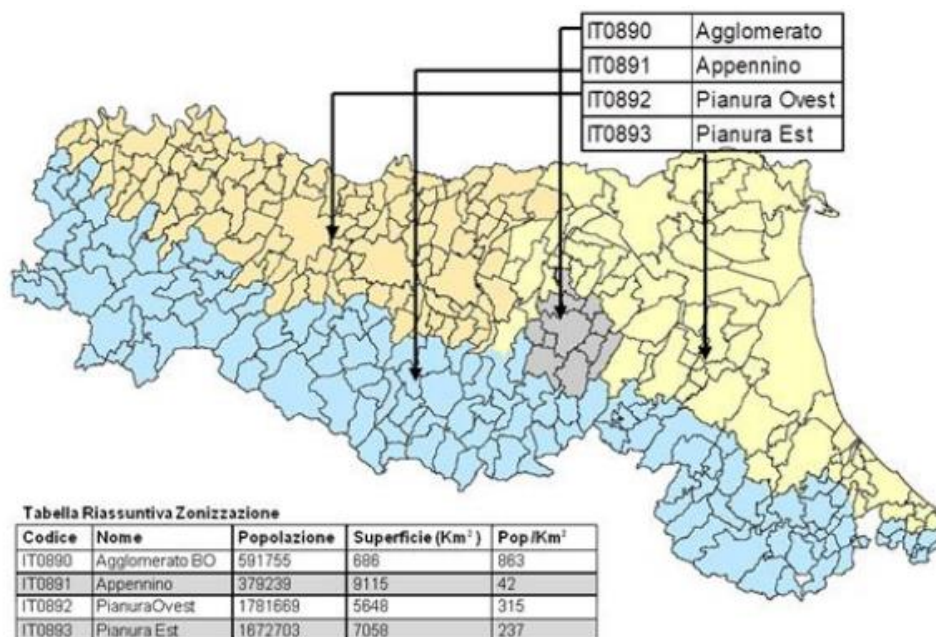 IT0890 Agglomerato
IT0891 Appennino
IT0892 Pianura Ovest
IT0893 Pianura Est
Tabella Riassuntiva Zonizzazione
Codice Nome Popolazione Superficie (Km²) Pop/Km²
IT0890 Agglomerato BO 591755 686 863
IT0891 Appennino 379239 9115 42
IT0892 PianuraOvest 1781669 5648 315
IT0893 Pianura Est 1672703 7058 237